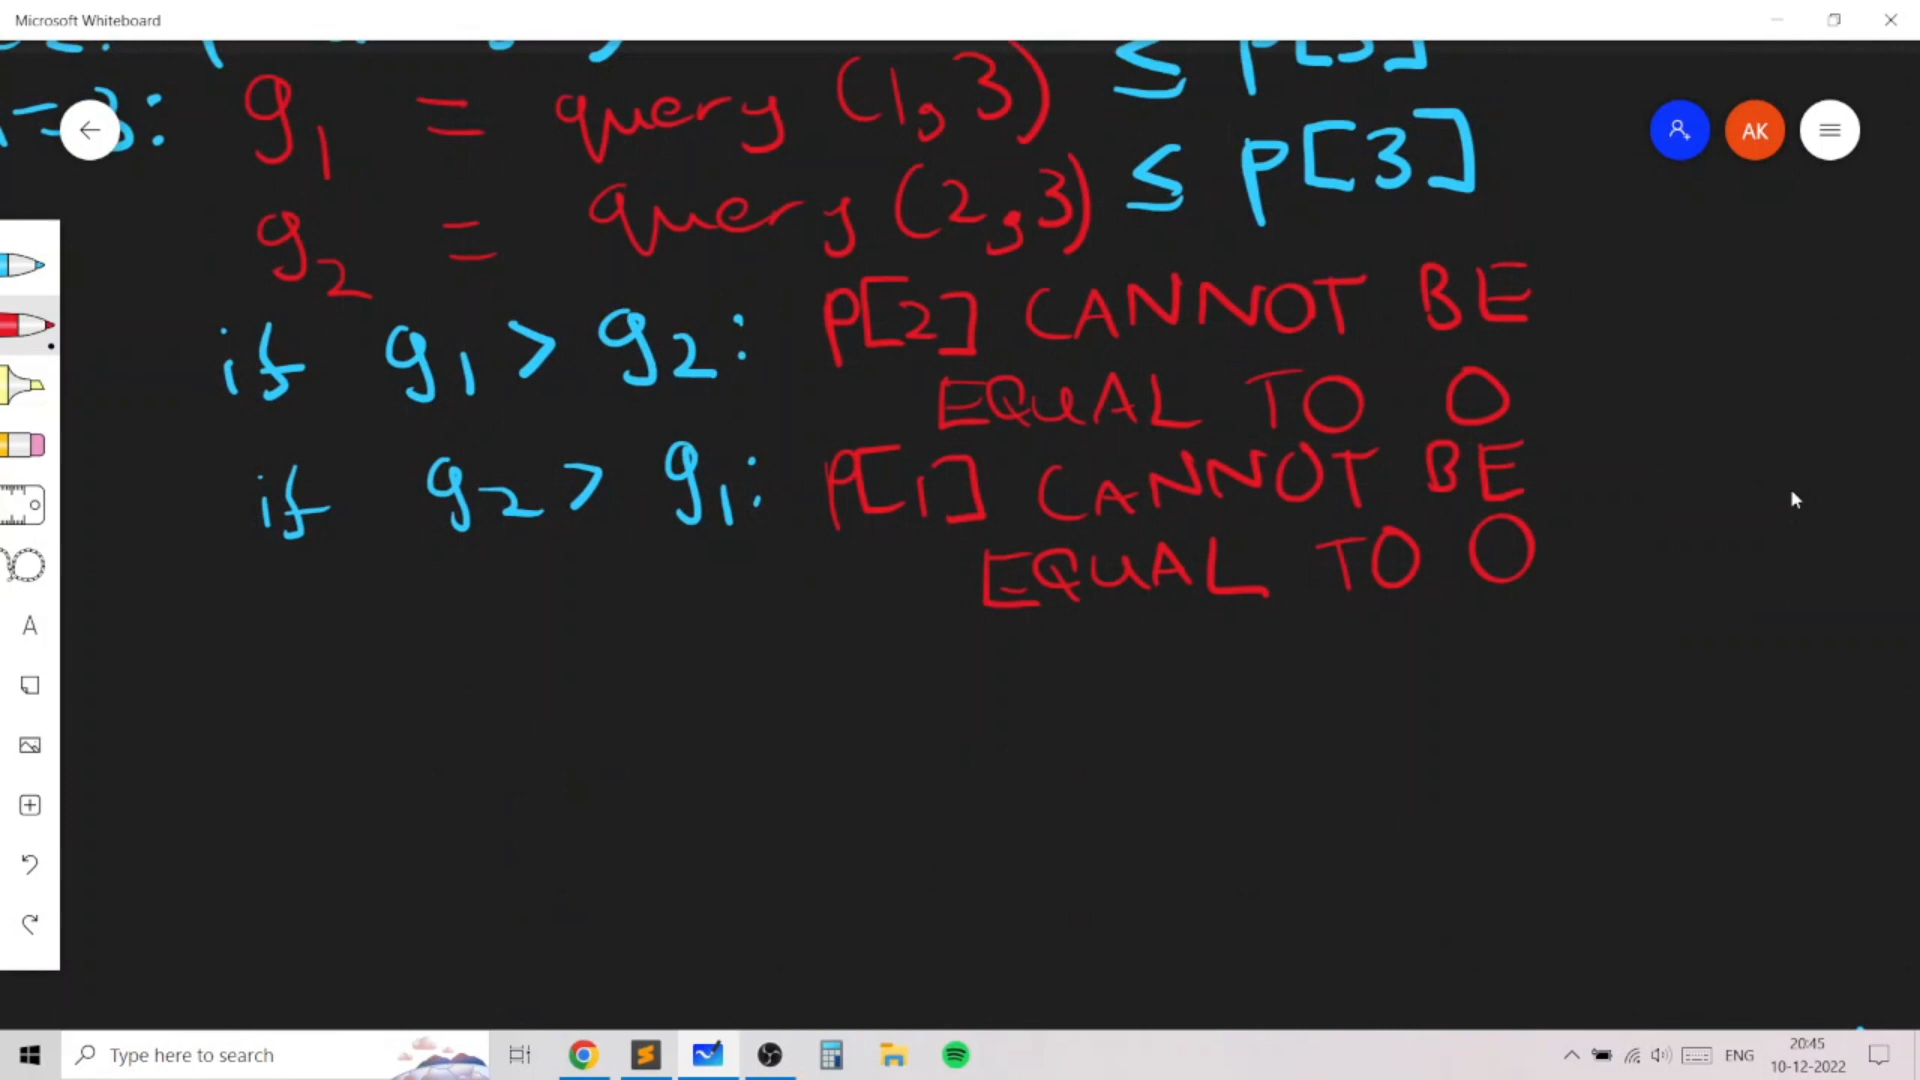 Microsoft Whiteboard
≤ p[3]
g1 = query (1, 3)
≤ p[3]
g2 = query (2, 3)
if g1 > g2: p[2] CANNOT BE
EQUAL TO 0
if g2 > g1: p[1] CANNOT BE
EQUAL TO 0
AK
A
Type here to search
ENG
20:45
10-12-2022